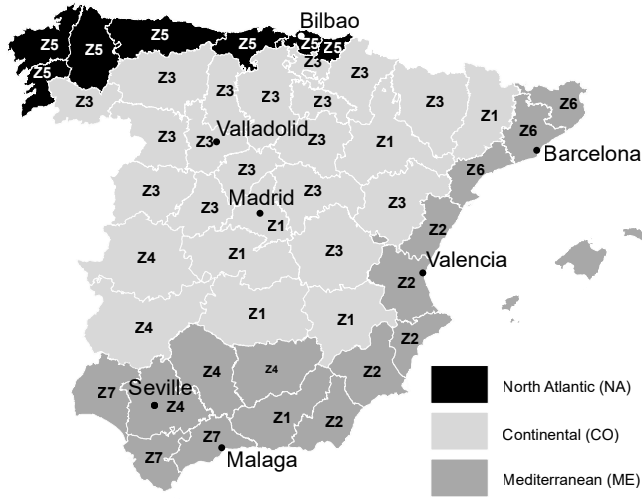 Bilbao
Z5
Z5
Z5
Z5
Z5
Z5
Z5
Z3
Z3
Z3
Z3
Z3
Z3
Z3
Z3
Z1
Z6
Z6
Z3
Valladolid
Z3
Z3
Z1
Barcelona
Z3
Z6
Z3
Z3
Madrid
Z3
Z3
Z1
Z2
Z4
Z1
Z3
Valencia
Z2
Z4
Z1
Z1
Z2
Z7
Seville
Z4
Z4
Z4
Z2
North Atlantic (NA)
Z7
Z1
Z2
Continental (CO)
Z7
Malaga
Mediterranean (ME)